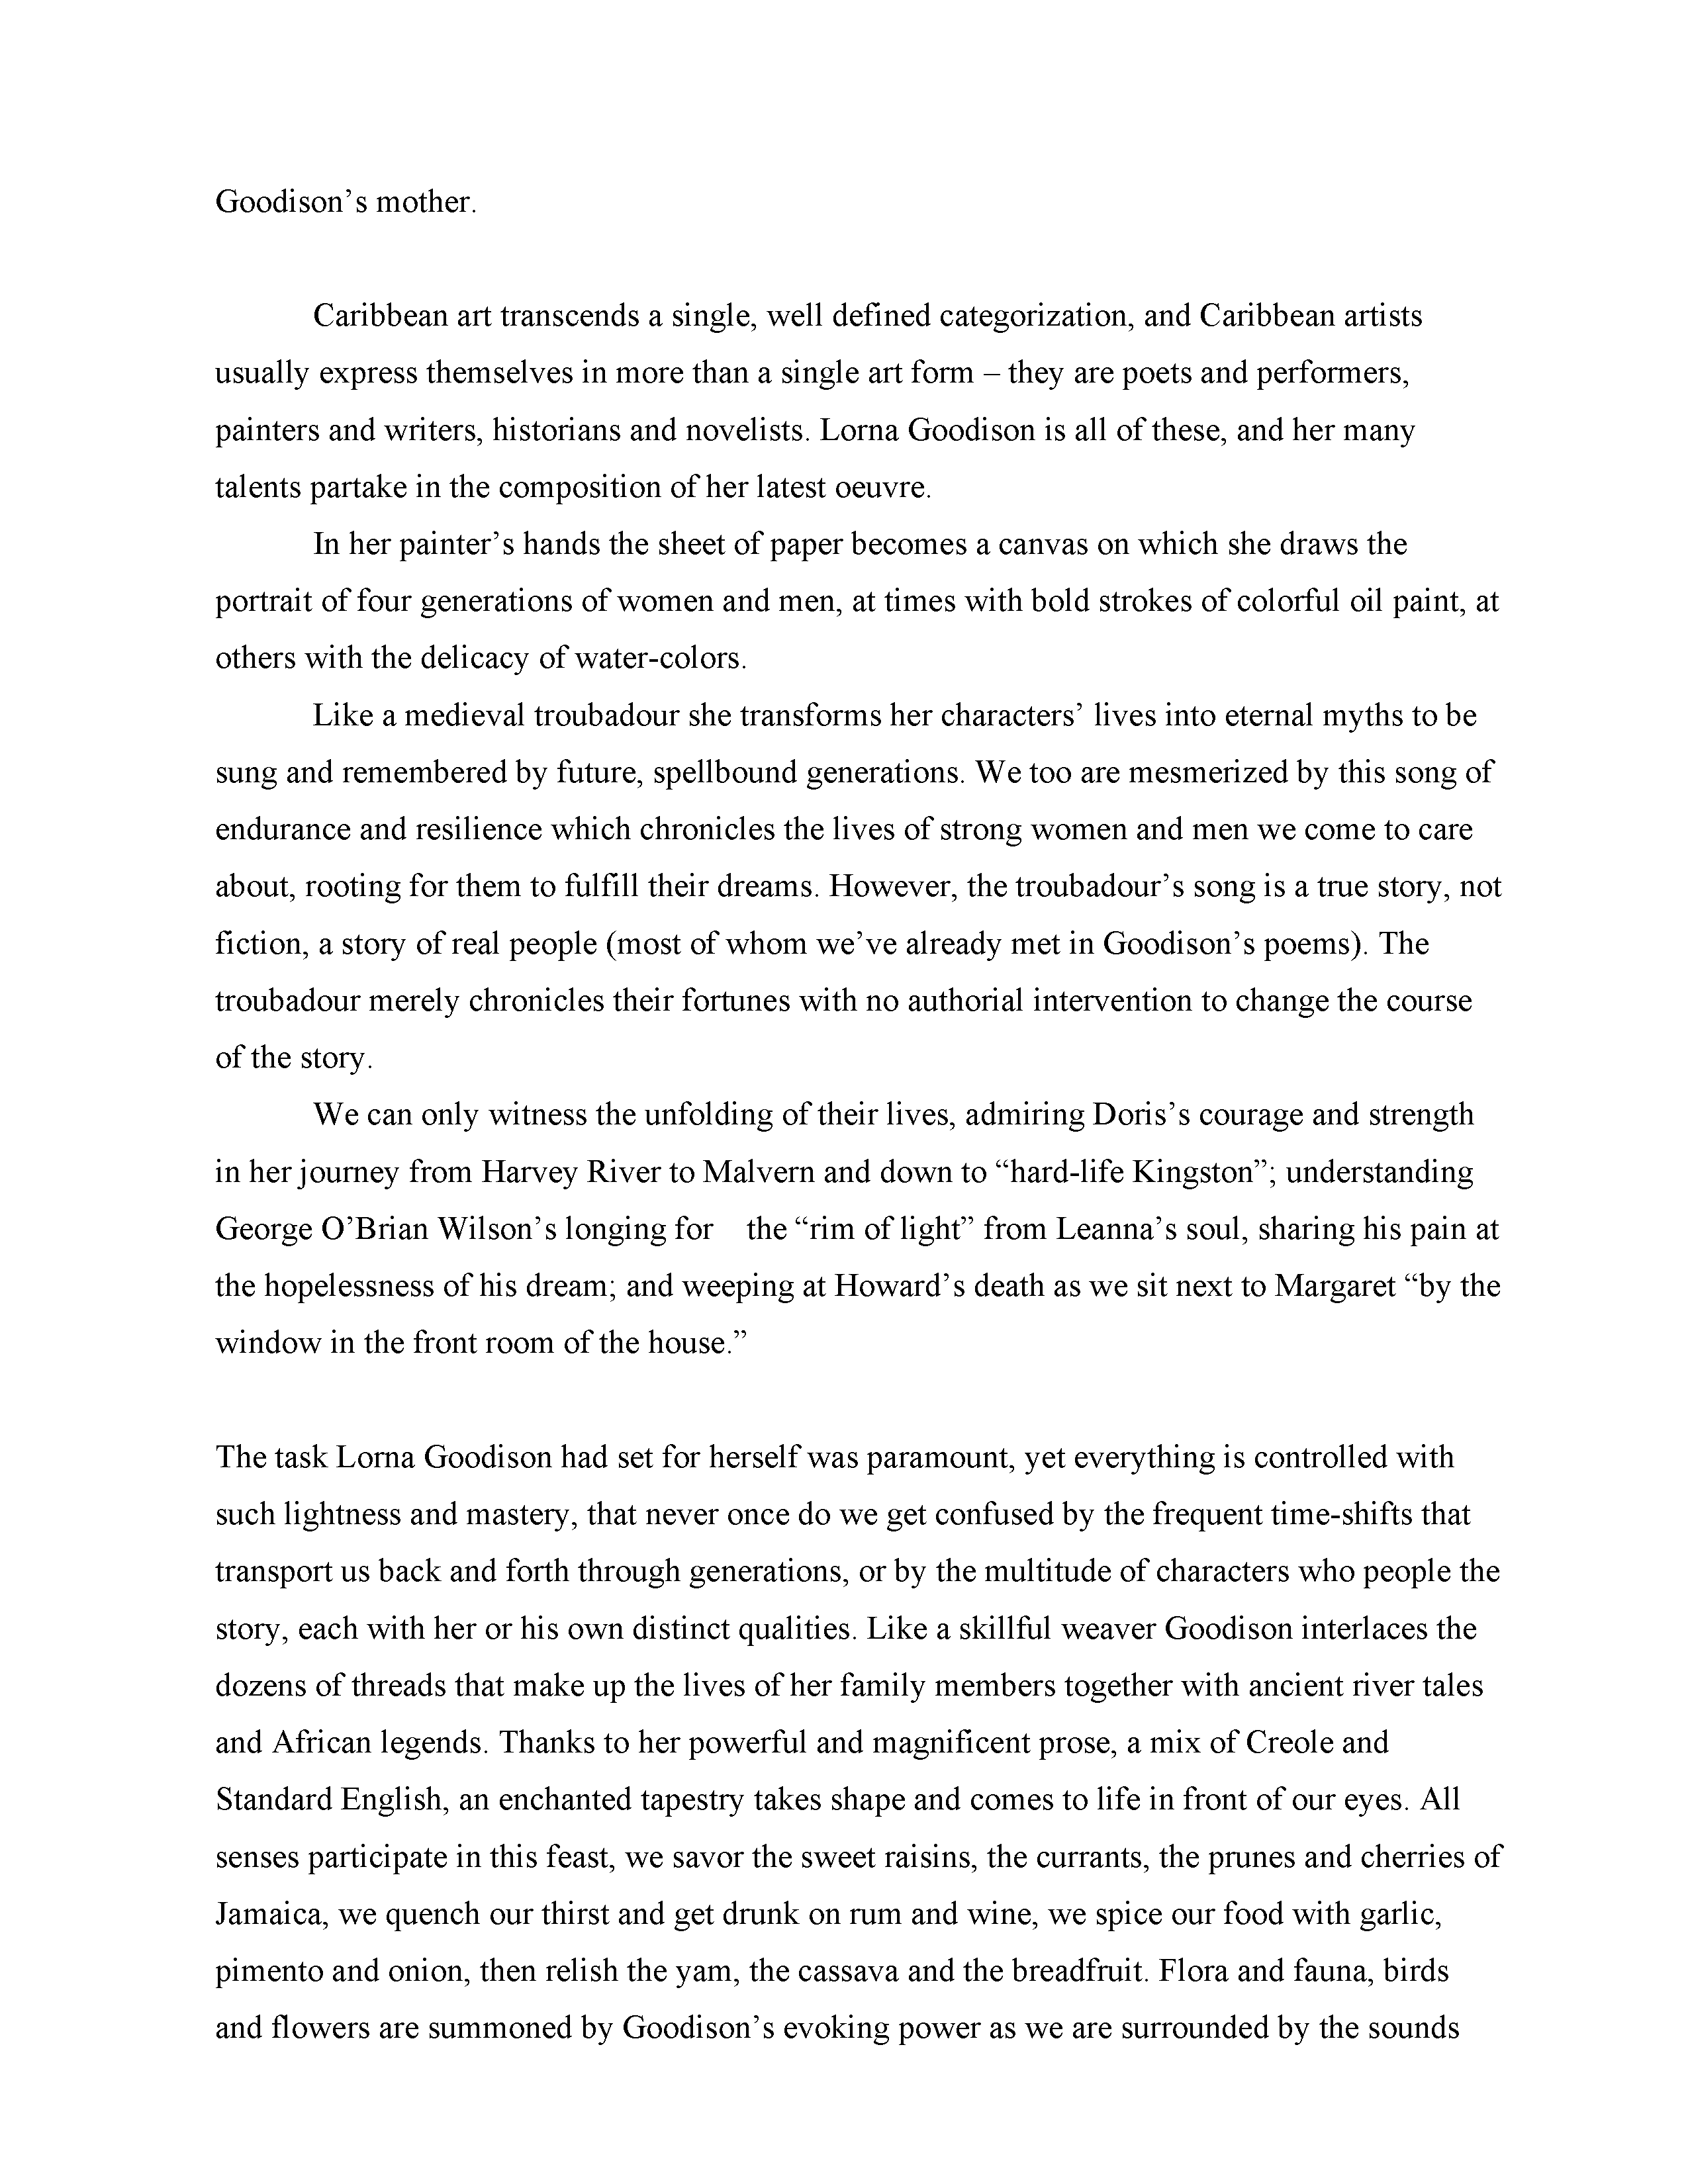 Goodison’s mother.
Caribbean art transcends a single, well defined categorization, and Caribbean artists
usually express themselves in more than a single art form – they are poets and performers,
painters and writers, historians and novelists. Lorna Goodison is all of these, and her many
talents partake in the composition of her latest oeuvre.
In her painter’s hands the sheet of paper becomes a canvas on which she draws the
portrait of four generations of women and men, at times with bold strokes of colorful oil paint, at
others with the delicacy of water-colors.
Like a medieval troubadour she transforms her characters’ lives into eternal myths to be
sung and remembered by future, spellbound generations. We too are mesmerized by this song of
endurance and resilience which chronicles the lives of strong women and men we come to care
about, rooting for them to fulfill their dreams. However, the troubadour’s song is a true story, not
fiction, a story of real people (most of whom we’ve already met in Goodison’s poems). The
troubadour merely chronicles their fortunes with no authorial intervention to change the course
of the story.
We can only witness the unfolding of their lives, admiring Doris’s courage and strength
in her journey from Harvey River to Malvern and down to “hard-life Kingston”; understanding
George O’Brian Wilson’s longing for the “rim of light” from Leanna’s soul, sharing his pain at
the hopelessness of his dream; and weeping at Howard’s death as we sit next to Margaret “by the
window in the front room of the house.”
The task Lorna Goodison had set for herself was paramount, yet everything is controlled with
such lightness and mastery, that never once do we get confused by the frequent time-shifts that
transport us back and forth through generations, or by the multitude of characters who people the
story, each with her or his own distinct qualities. Like a skillful weaver Goodison interlaces the
dozens of threads that make up the lives of her family members together with ancient river tales
and African legends. Thanks to her powerful and magnificent prose, a mix of Creole and
Standard English, an enchanted tapestry takes shape and comes to life in front of our eyes. All
senses participate in this feast, we savor the sweet raisins, the currants, the prunes and cherries of
Jamaica, we quench our thirst and get drunk on rum and wine, we spice our food with garlic,
pimento and onion, then relish the yam, the cassava and the breadfruit. Flora and fauna, birds
and flowers are summoned by Goodison’s evoking power as we are surrounded by the sounds